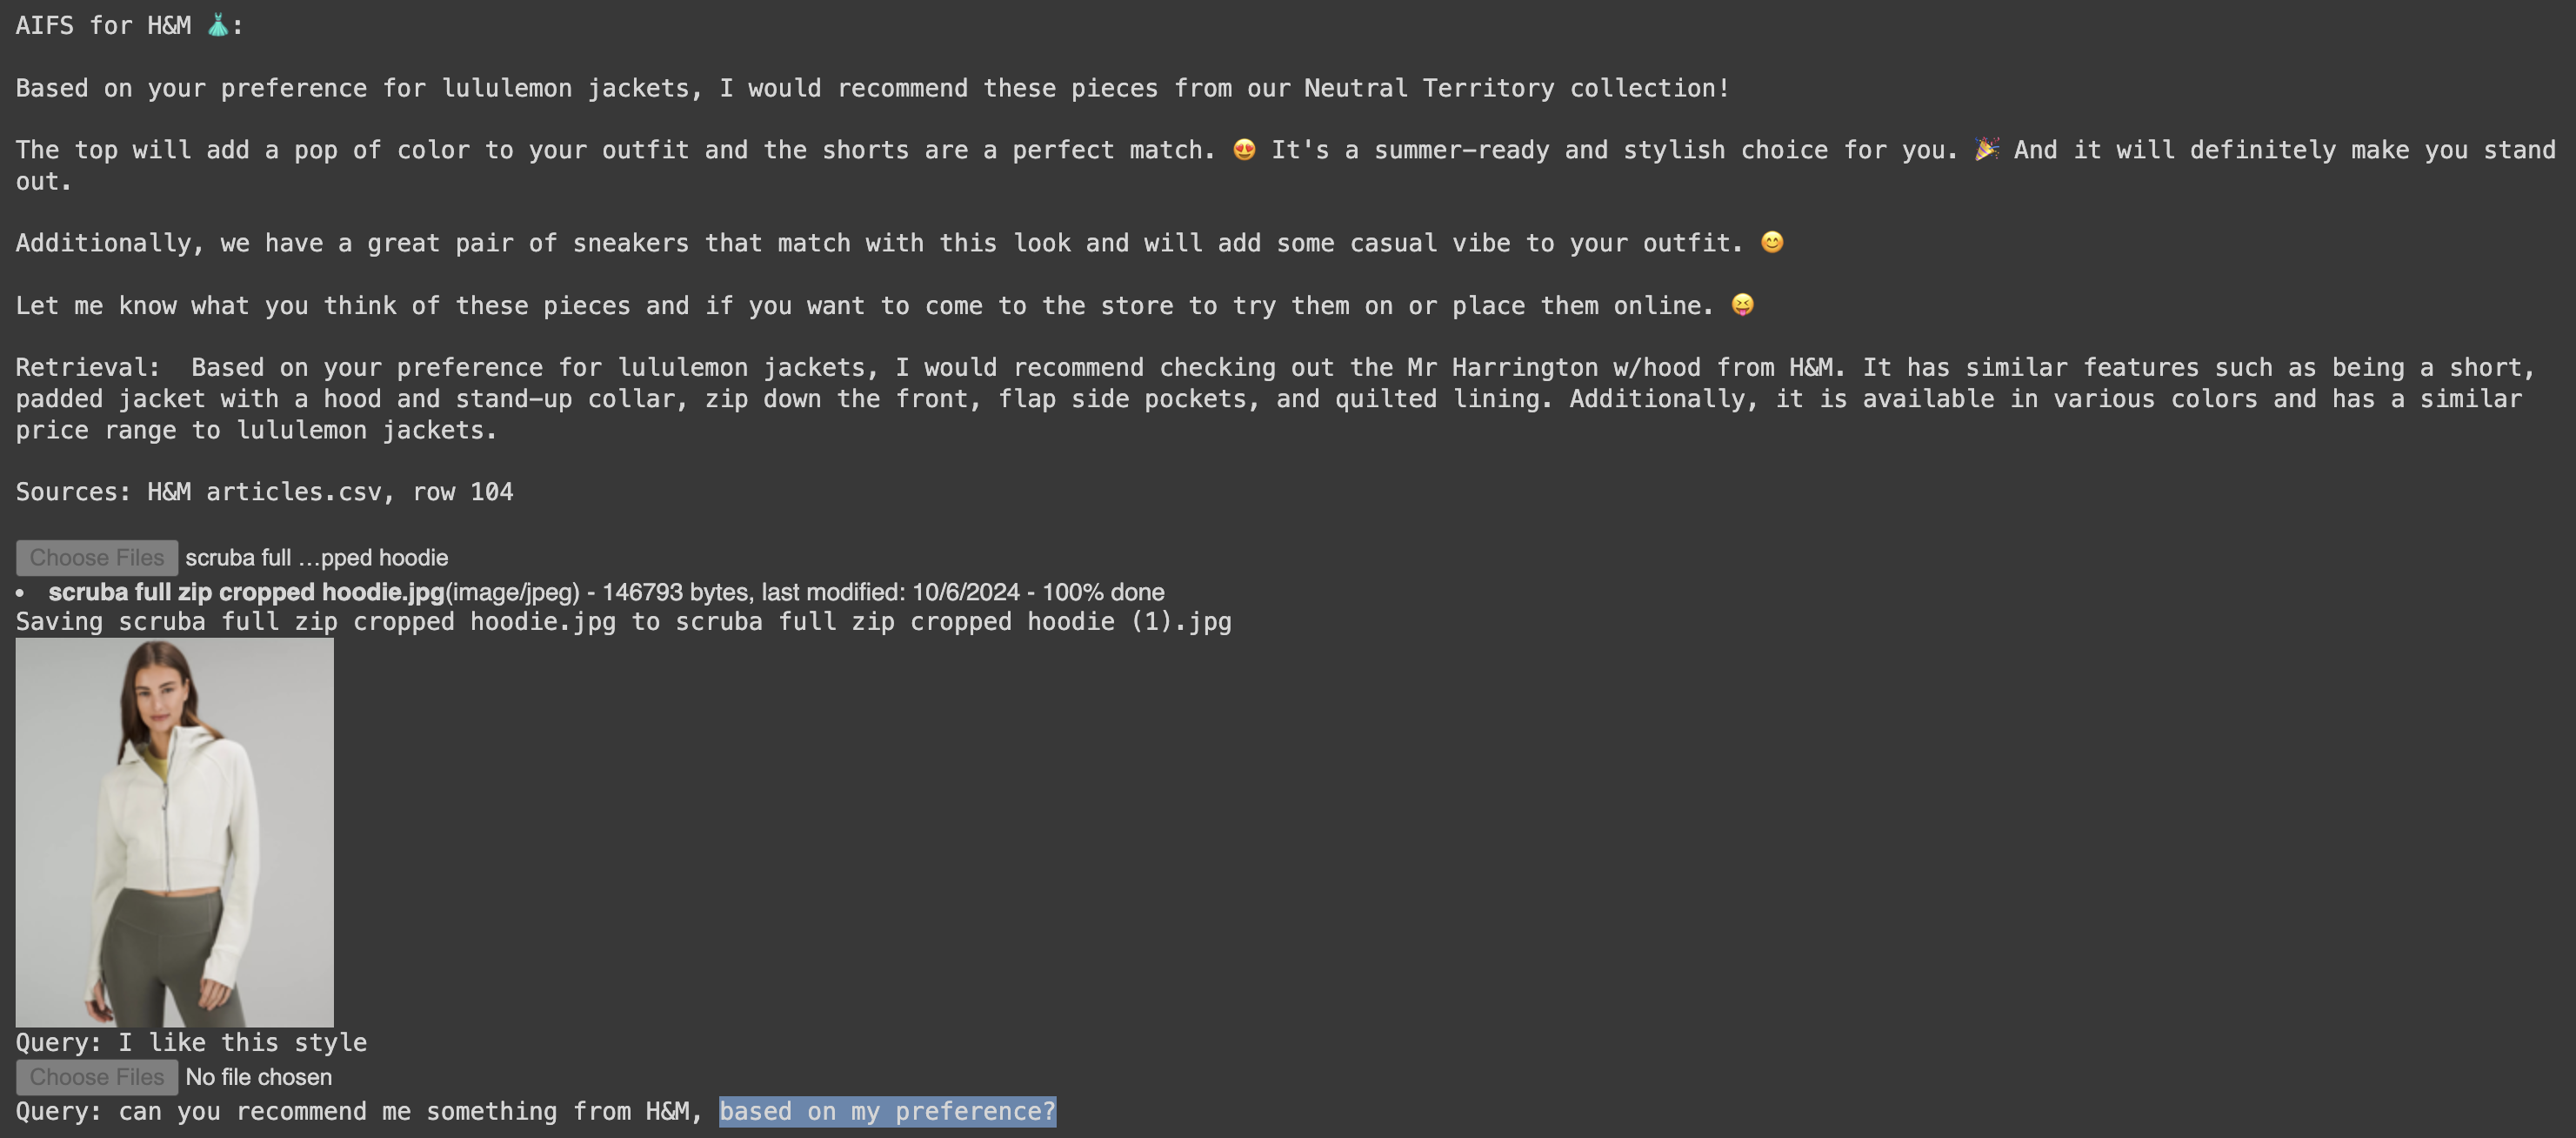 AIFS for H&M 👗:
Based on your preference for lululemon jackets, I would recommend these pieces from our Neutral Territory collection!
The top will add a pop of color to your outfit and the shorts are a perfect match. 😍 It's a summer-ready and stylish choice for you. 🎉 And it will definitely make you stand
out.
Additionally, we have a great pair of sneakers that match with this look and will add some casual vibe to your outfit. 😊
Let me know what you think of these pieces and if you want to come to the store to try them on or place them online. 😝
Retrieval:  Based on your preference for lululemon jackets, I would recommend checking out the Mr Harrington w/hood from H&M. It has similar features such as being a short,
padded jacket with a hood and stand-up collar, zip down the front, flap side pockets, and quilted lining. Additionally, it is available in various colors and has a similar
price range to lululemon jackets.
Sources: H&M articles.csv, row 104
Choose Files scruba full ...pped hoodie
• scruba full zip cropped hoodie.jpg(image/jpeg) - 146793 bytes, last modified: 10/6/2024 - 100% done
Saving scruba full zip cropped hoodie.jpg to scruba full zip cropped hoodie (1).jpg
Query: I like this style
Choose Files No file chosen
Query: can you recommend me something from H&M, based on my preference?